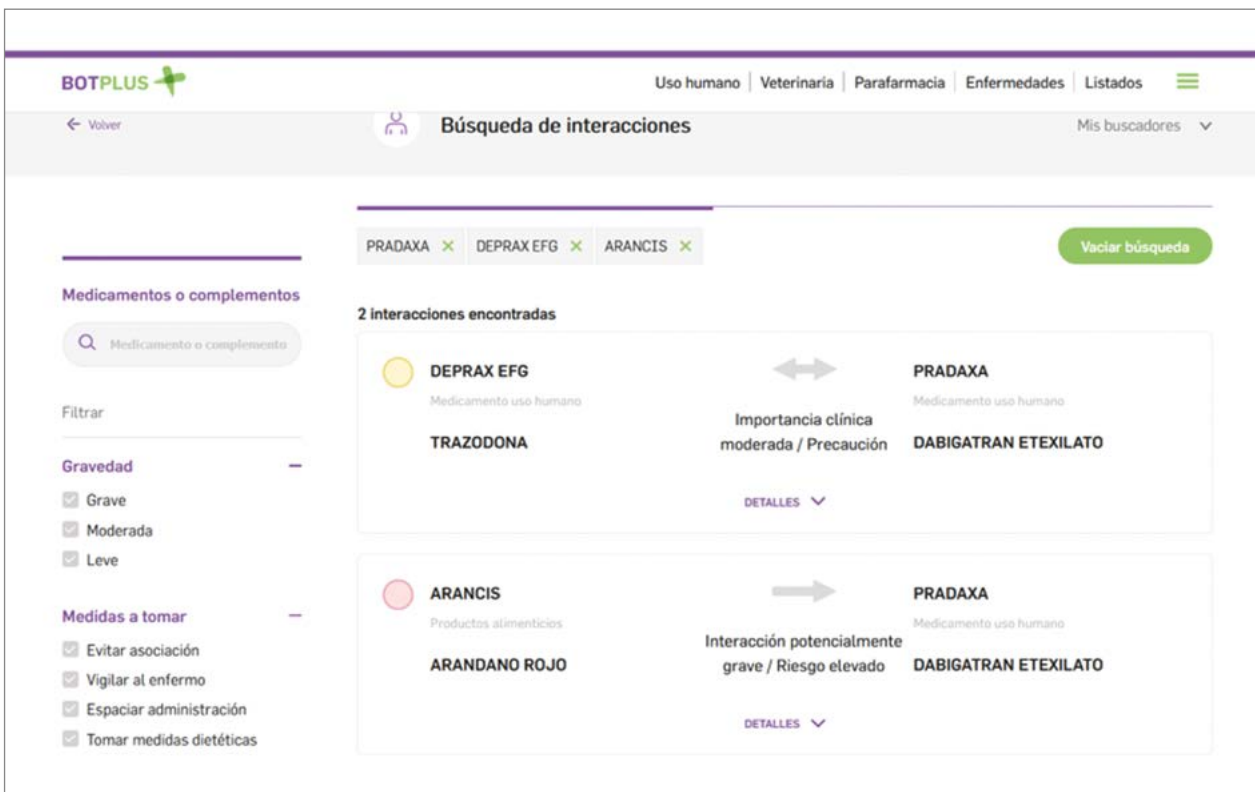 BOTPLUS
Uso humano | Veterinaria | Parafarmacia | Enfermedades | Listados
← Volver
Búsqueda de interacciones
Mis buscadores
PRADAXA × DEPRAX EFG × ARANCIS ×
Vaciar búsqueda
Medicamentos o complementos
Medicamento o complemento
Filtrar
Gravedad
Grave
Moderada
Leve
Medidas a tomar
Evitar asociación
Vigilar al enfermo
Espaciar administración
Tomar medidas dietéticas
2 interacciones encontradas
DEPRAX EFG
Medicamento uso humano
TRAZODONA
Importancia clínica
moderada / Precaución
PRADAXA
Medicamento uso humano
DABIGATRAN ETEXILATO
DETALLES
ARANCIS
Productos alimenticios
ARANDANO ROJO
Interacción potencialmente
grave / Riesgo elevado
PRADAXA
Medicamento uso humano
DABIGATRAN ETEXILATO
DETALLES